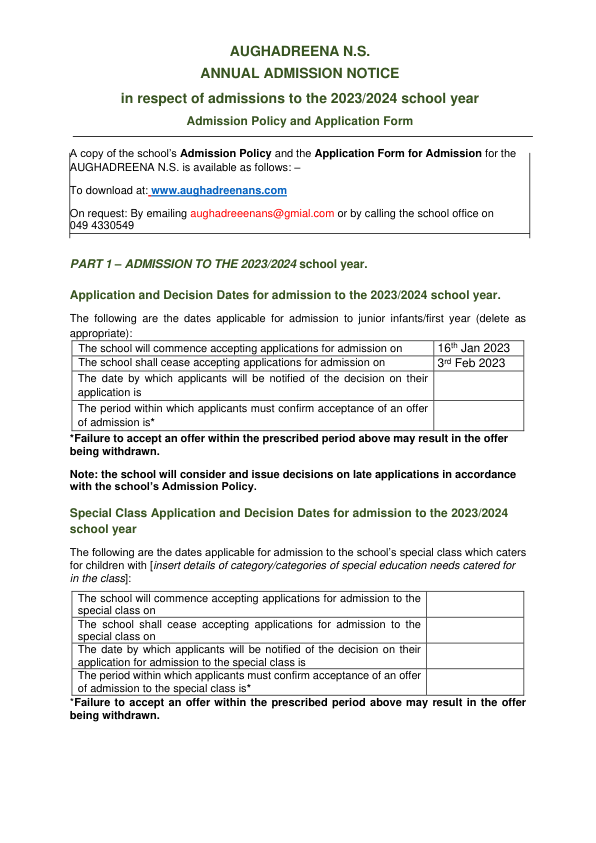 AUGHADREENA N.S.
ANNUAL ADMISSION NOTICE
in respect of admissions to the 2023/2024 school year
Admission Policy and Application Form
A copy of the school's Admission Policy and the Application Form for Admission for the
AUGHADREENA N.S. is available as follows: –
To download at: www.aughadreenans.com
On request: By emailing aughadreeenans@gmial.com or by calling the school office on
049 4330549
PART 1 – ADMISSION TO THE 2023/2024 school year.
Application and Decision Dates for admission to the 2023/2024 school year.
The following are the dates applicable for admission to junior infants/first year (delete as
appropriate):
The school will commence accepting applications for admission on 16th Jan 2023
The school shall cease accepting applications for admission on 3rd Feb 2023
The date by which applicants will be notified of the decision on their
application is
The period within which applicants must confirm acceptance of an offer
of admission is*
*Failure to accept an offer within the prescribed period above may result in the offer
being withdrawn.
Note: the school will consider and issue decisions on late applications in accordance
with the school's Admission Policy.
Special Class Application and Decision Dates for admission to the 2023/2024
school year
The following are the dates applicable for admission to the school's special class which caters
for children with [insert details of category/categories of special education needs catered for
in the class]:
The school will commence accepting applications for admission to the
special class on
The school shall cease accepting applications for admission to the
special class on
The date by which applicants will be notified of the decision on their
application for admission to the special class is
The period within which applicants must confirm acceptance of an offer
of admission to the special class is*
*Failure to accept an offer within the prescribed period above may result in the offer
being withdrawn.